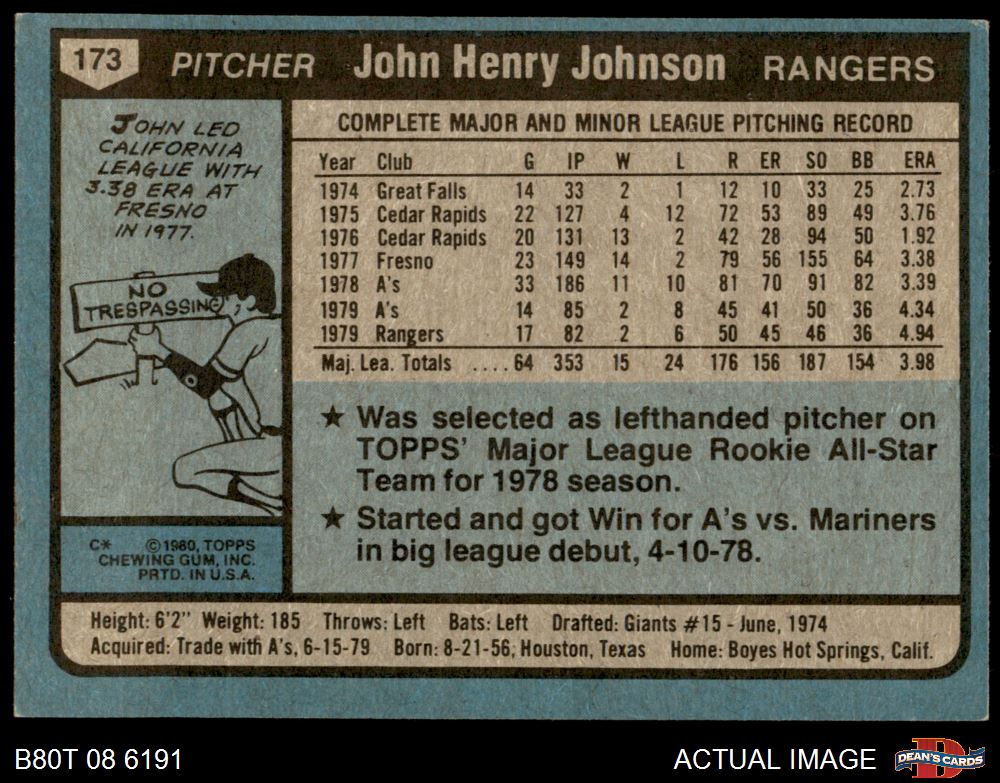 173 PITCHER John Henry Johnson RANGERS
JOHN LED
CALIFORNIA
LEAGUE WITH
3.38 ERA AT
FRESNO
IN 1977.
NO
TRESPASSING
C* ©1980, TOPPS
CHEWING GUM, INC.
PRTD. IN U.S.A.
COMPLETE MAJOR AND MINOR LEAGUE PITCHING RECORD
Year Club G IP W L R ER SO BB ERA
1974 Great Falls 14 33 2 1 12 10 33 25 2.73
1975 Cedar Rapids 22 127 4 12 72 53 89 49 3.76
1976 Cedar Rapids 20 131 13 2 42 28 94 50 1.92
1977 Fresno 23 149 14 2 79 56 155 64 3.38
1978 A's 33 186 11 10 81 70 91 82 3.39
1979 A's 14 85 2 8 45 41 50 36 4.34
1979 Rangers 17 82 2 6 50 45 46 36 4.94
Maj. Lea. Totals .... 64 353 15 24 176 156 187 154 3.98
★ Was selected as lefthanded pitcher on
TOPPS' Major League Rookie All-Star
Team for 1978 season.
★ Started and got Win for A's vs. Mariners
in big league debut, 4-10-78.
Height: 6'2" Weight: 185 Throws: Left Bats: Left Drafted: Giants #15 - June, 1974
Acquired: Trade with A's, 6-15-79 Born: 8-21-56, Houston, Texas Home: Boyes Hot Springs, Calif.
B80T 08 6191 ACTUAL IMAGE D DEAN'S CARDS